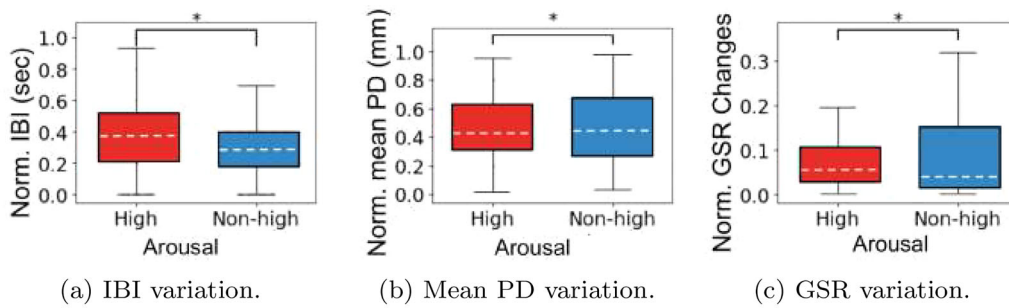 Norm. IBI (sec)
1.0
0.8
0.6
0.4
0.2
0.0
*
High Non-high
Arousal
(a) IBI variation.
Norm. mean PD (mm)
1.0
0.8
0.6
0.4
0.2
0.0
*
High Non-high
Arousal
(b) Mean PD variation.
Norm. GSR Changes
0.3
0.2
0.1
0.0
*
High Non-high
Arousal
(c) GSR variation.